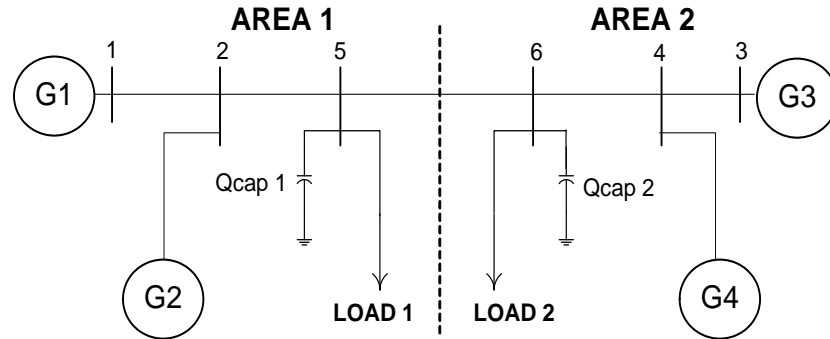 AREA 1
AREA 2
1
2
5
6
4
3
G1
G3
Qcap 1
Qcap 2
G2
LOAD 1
LOAD 2
G4